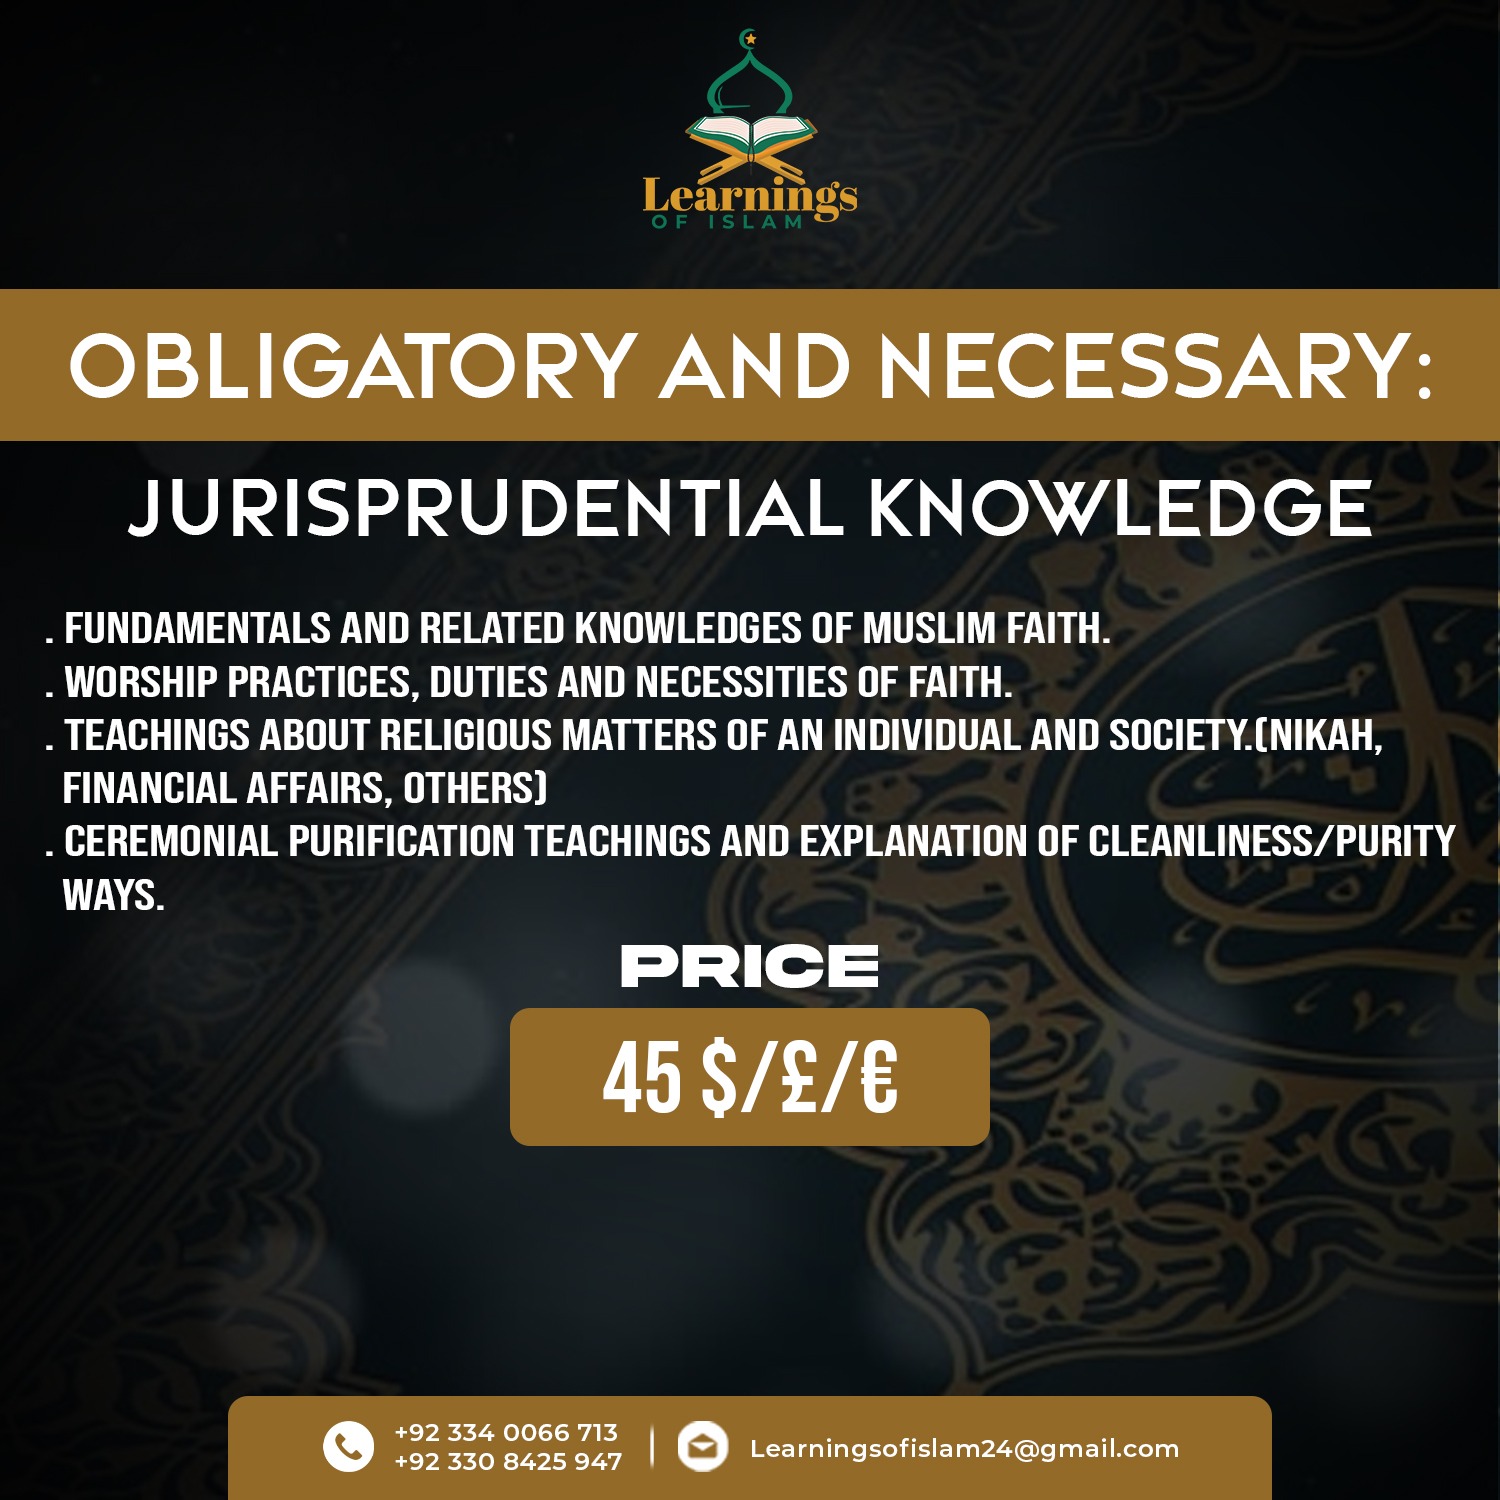 Learnings
OF ISLAM
OBLIGATORY AND NECESSARY:
JURISPRUDENTIAL KNOWLEDGE
. FUNDAMENTALS AND RELATED KNOWLEDGES OF MUSLIM FAITH.
. WORSHIP PRACTICES, DUTIES AND NECESSITIES OF FAITH.
. TEACHINGS ABOUT RELIGIOUS MATTERS OF AN INDIVIDUAL AND SOCIETY.(NIKAH,
FINANCIAL AFFAIRS, OTHERS)
. CEREMONIAL PURIFICATION TEACHINGS AND EXPLANATION OF CLEANLINESS/PURITY
WAYS.
PRICE
45 $/£/€
+92 334 0066 713
+92 330 8425 947
Learningsofislam24@gmail.com